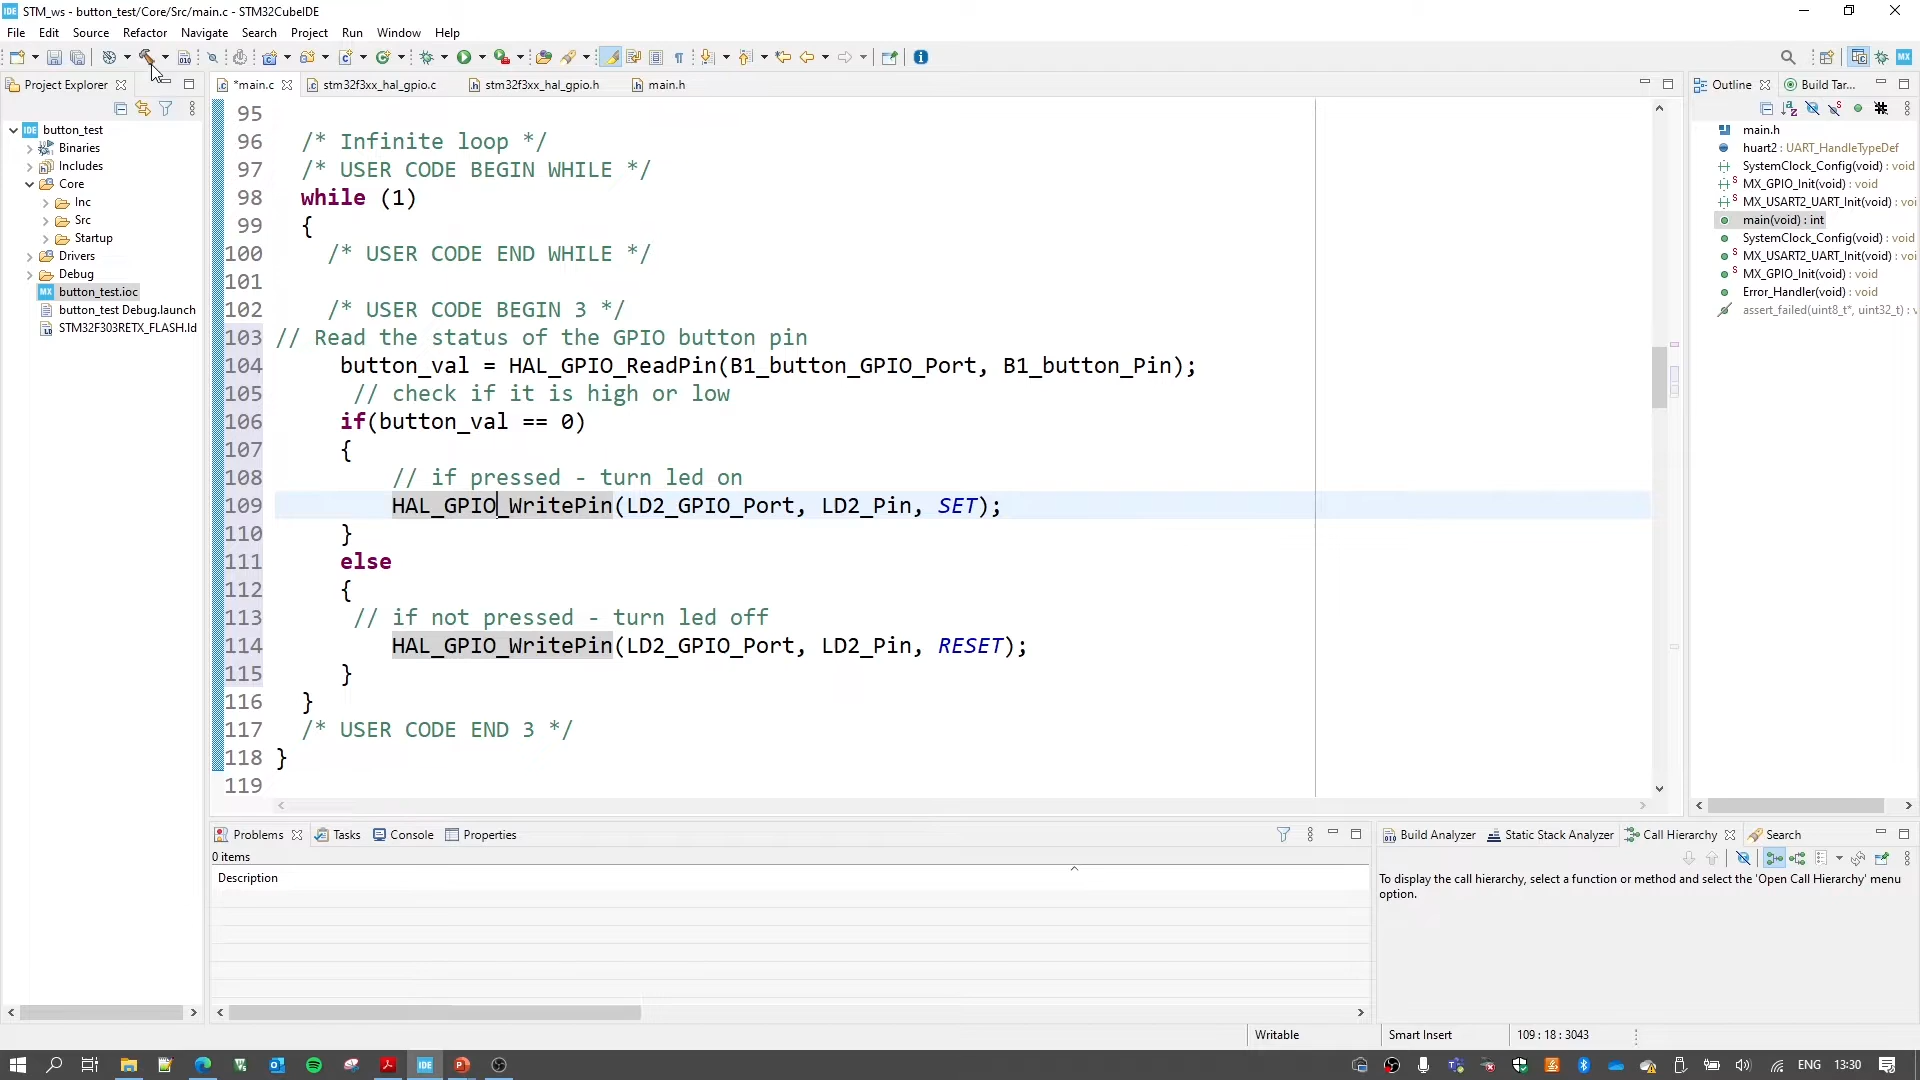 IDE STM_ws - button_test/Core/Src/main.c - STM32CubeIDE
File Edit Source Refactor Navigate Search Project Run Window Help
Project Explorer
*main.c
stm32f3xx_hal_gpio.c
stm32f3xx_hal_gpio.h
main.h
Outline
Build Tar...
IDE button_test
Binaries
Includes
Core
Inc
Src
Startup
Drivers
Debug
MX button_test.ioc
button_test Debug.launch
STM32F303RETX_FLASH.ld
95
96 /* Infinite loop */
97 /* USER CODE BEGIN WHILE */
98 while (1)
99 {
100 /* USER CODE END WHILE */
101
102 /* USER CODE BEGIN 3 */
103 // Read the status of the GPIO button pin
104 button_val = HAL_GPIO_ReadPin(B1_button_GPIO_Port, B1_button_Pin);
105 // check if it is high or low
106 if(button_val == 0)
107 {
108 // if pressed - turn led on
109 HAL_GPIO_WritePin(LD2_GPIO_Port, LD2_Pin, SET);
110 }
111 else
112 {
113 // if not pressed - turn led off
114 HAL_GPIO_WritePin(LD2_GPIO_Port, LD2_Pin, RESET);
115 }
116 }
117 /* USER CODE END 3 */
118 }
119
main.h
huart2 : UART_HandleTypeDef
SystemClock_Config(void) : void
MX_GPIO_Init(void) : void
MX_USART2_UART_Init(void) : voi
main(void) : int
SystemClock_Config(void) : void
MX_USART2_UART_Init(void) : voi
MX_GPIO_Init(void) : void
Error_Handler(void) : void
assert_failed(uint8_t*, uint32_t) : v
Problems
Tasks
Console
Properties
0 items
Description
Build Analyzer
Static Stack Analyzer
Call Hierarchy
Search
To display the call hierarchy, select a function or method and select the 'Open Call Hierarchy' menu
option.
Writable
Smart Insert
109 : 18 : 3043
IDE
ENG
13:30